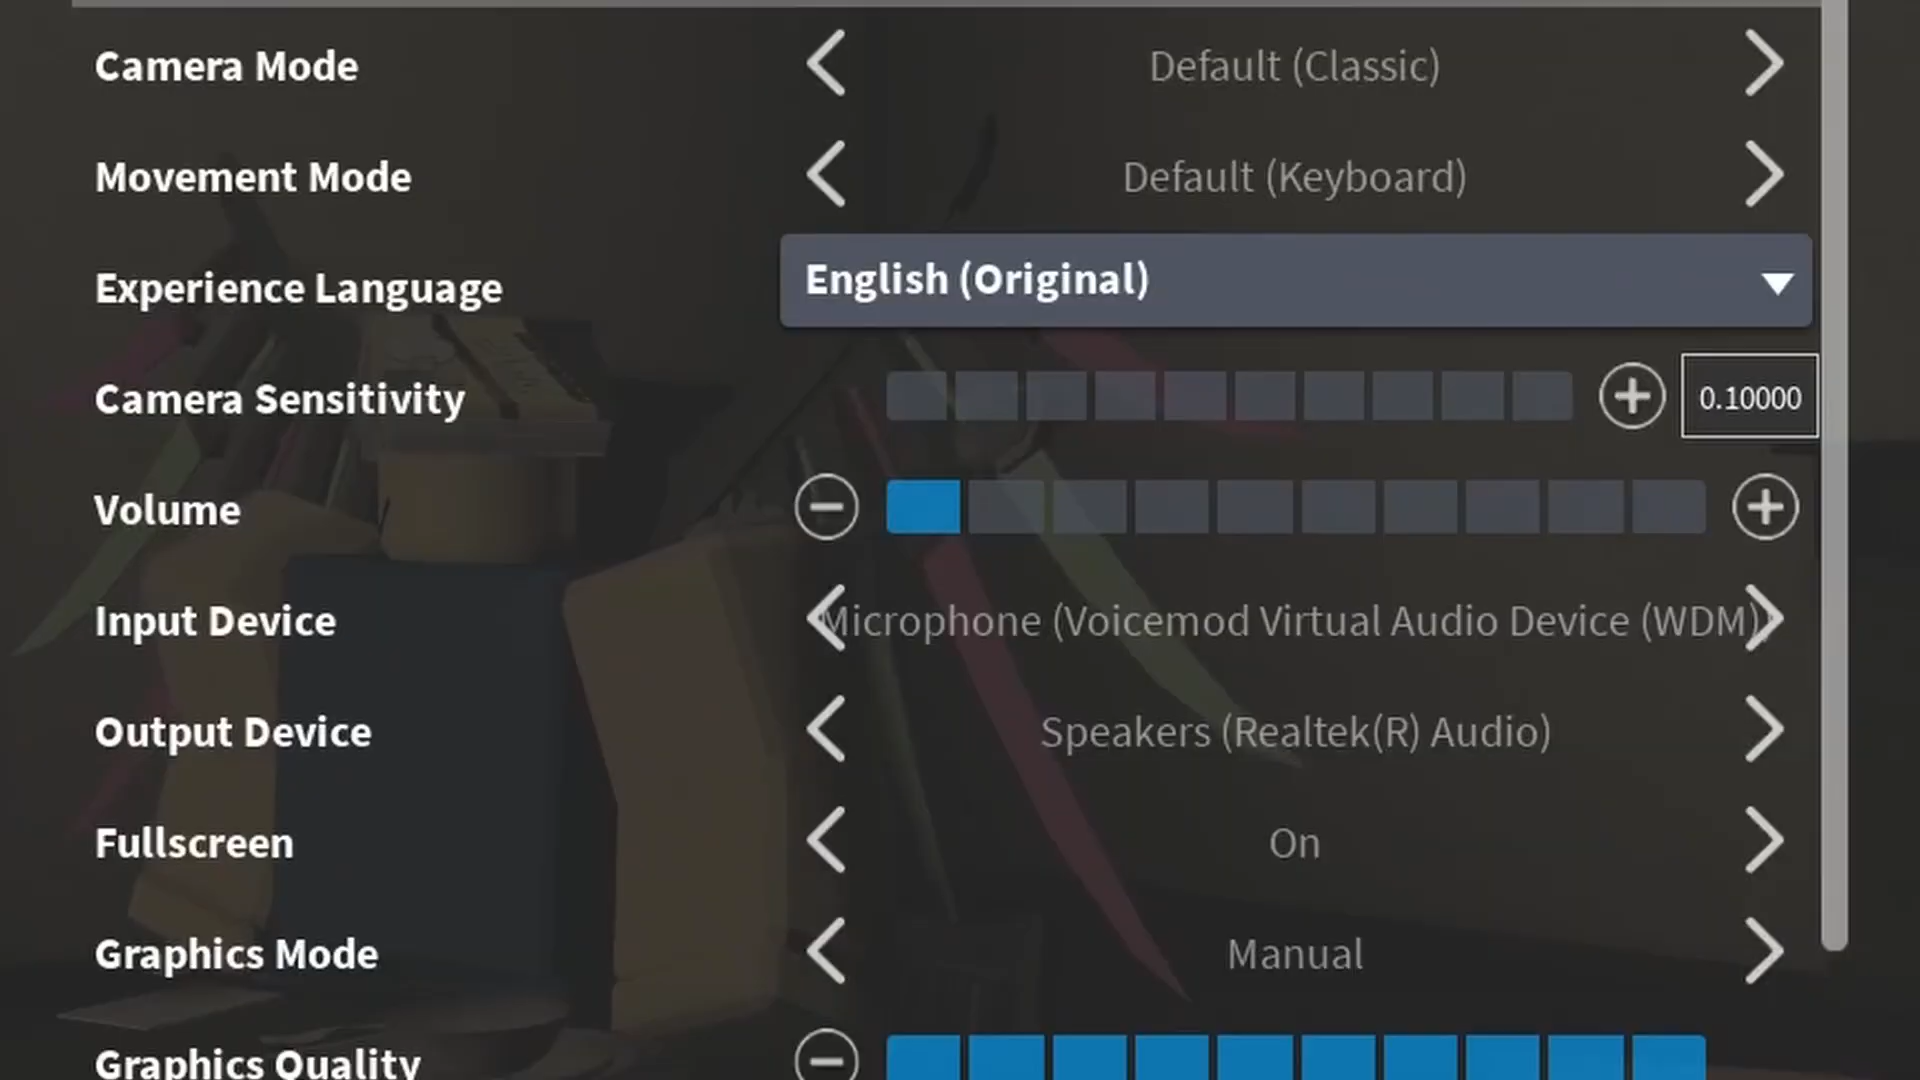 Camera Mode
Default (Classic)
Movement Mode
Default (Keyboard)
Experience Language
English (Original)
Camera Sensitivity
0.10000
Volume
Input Device
Microphone (Voicemod Virtual Audio Device (WDM))
Output Device
Speakers (Realtek(R) Audio)
Fullscreen
On
Graphics Mode
Manual
Graphics Quality